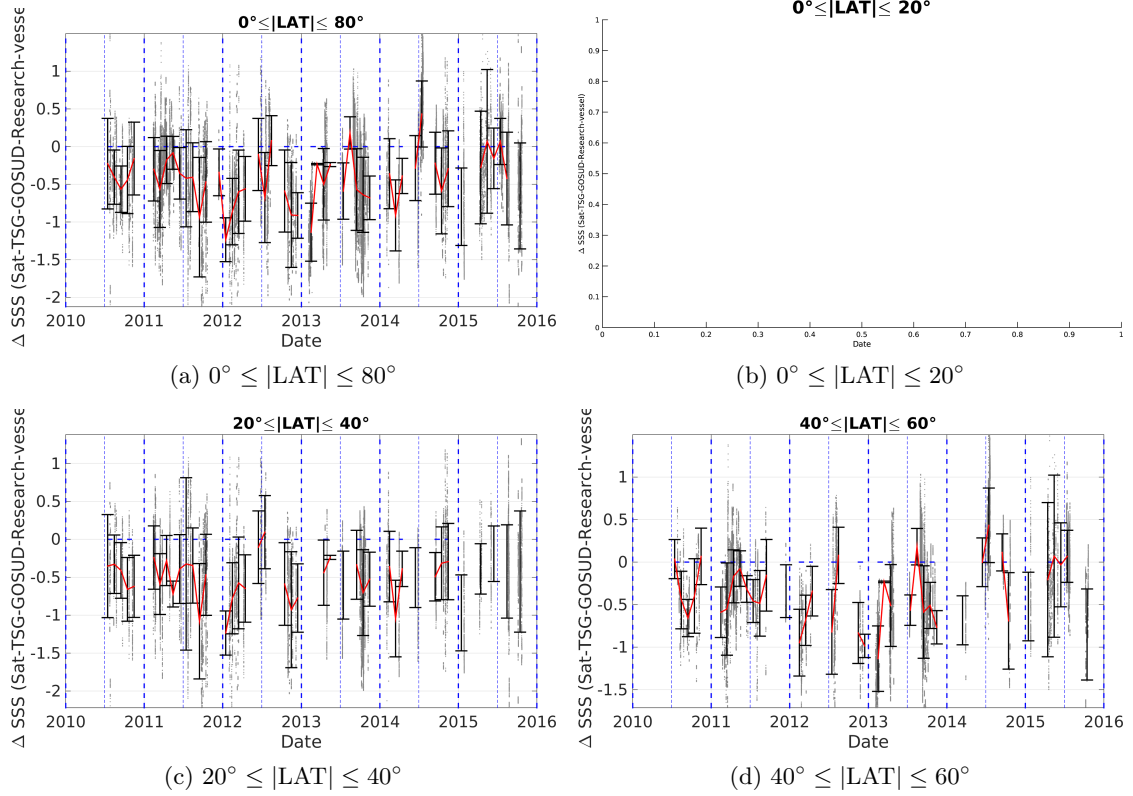 0°≤|LAT|≤ 80°
Δ SSS (Sat-TSG-GOSUD-Research-vesse
1
0.5
0
-0.5
-1
-1.5
-2
2010 2011 2012 2013 2014 2015 2016
Date
(a) 0° ≤ |LAT| ≤ 80°
0°≤|LAT|≤ 20°
Δ SSS (Sat-TSG-GOSUD-Research-vessel)
1
0.9
0.8
0.7
0.6
0.5
0.4
0.3
0.2
0.1
0
0 0.1 0.2 0.3 0.4 0.5 0.6 0.7 0.8 0.9 1
Date
(b) 0° ≤ |LAT| ≤ 20°
20°≤|LAT|≤ 40°
Δ SSS (Sat-TSG-GOSUD-Research-vesse
1
0.5
0
-0.5
-1
-1.5
-2
2010 2011 2012 2013 2014 2015 2016
Date
(c) 20° ≤ |LAT| ≤ 40°
40°≤|LAT|≤ 60°
Δ SSS (Sat-TSG-GOSUD-Research-vesse
1
0.5
0
-0.5
-1
-1.5
2010 2011 2012 2013 2014 2015 2016
Date
(d) 40° ≤ |LAT| ≤ 60°